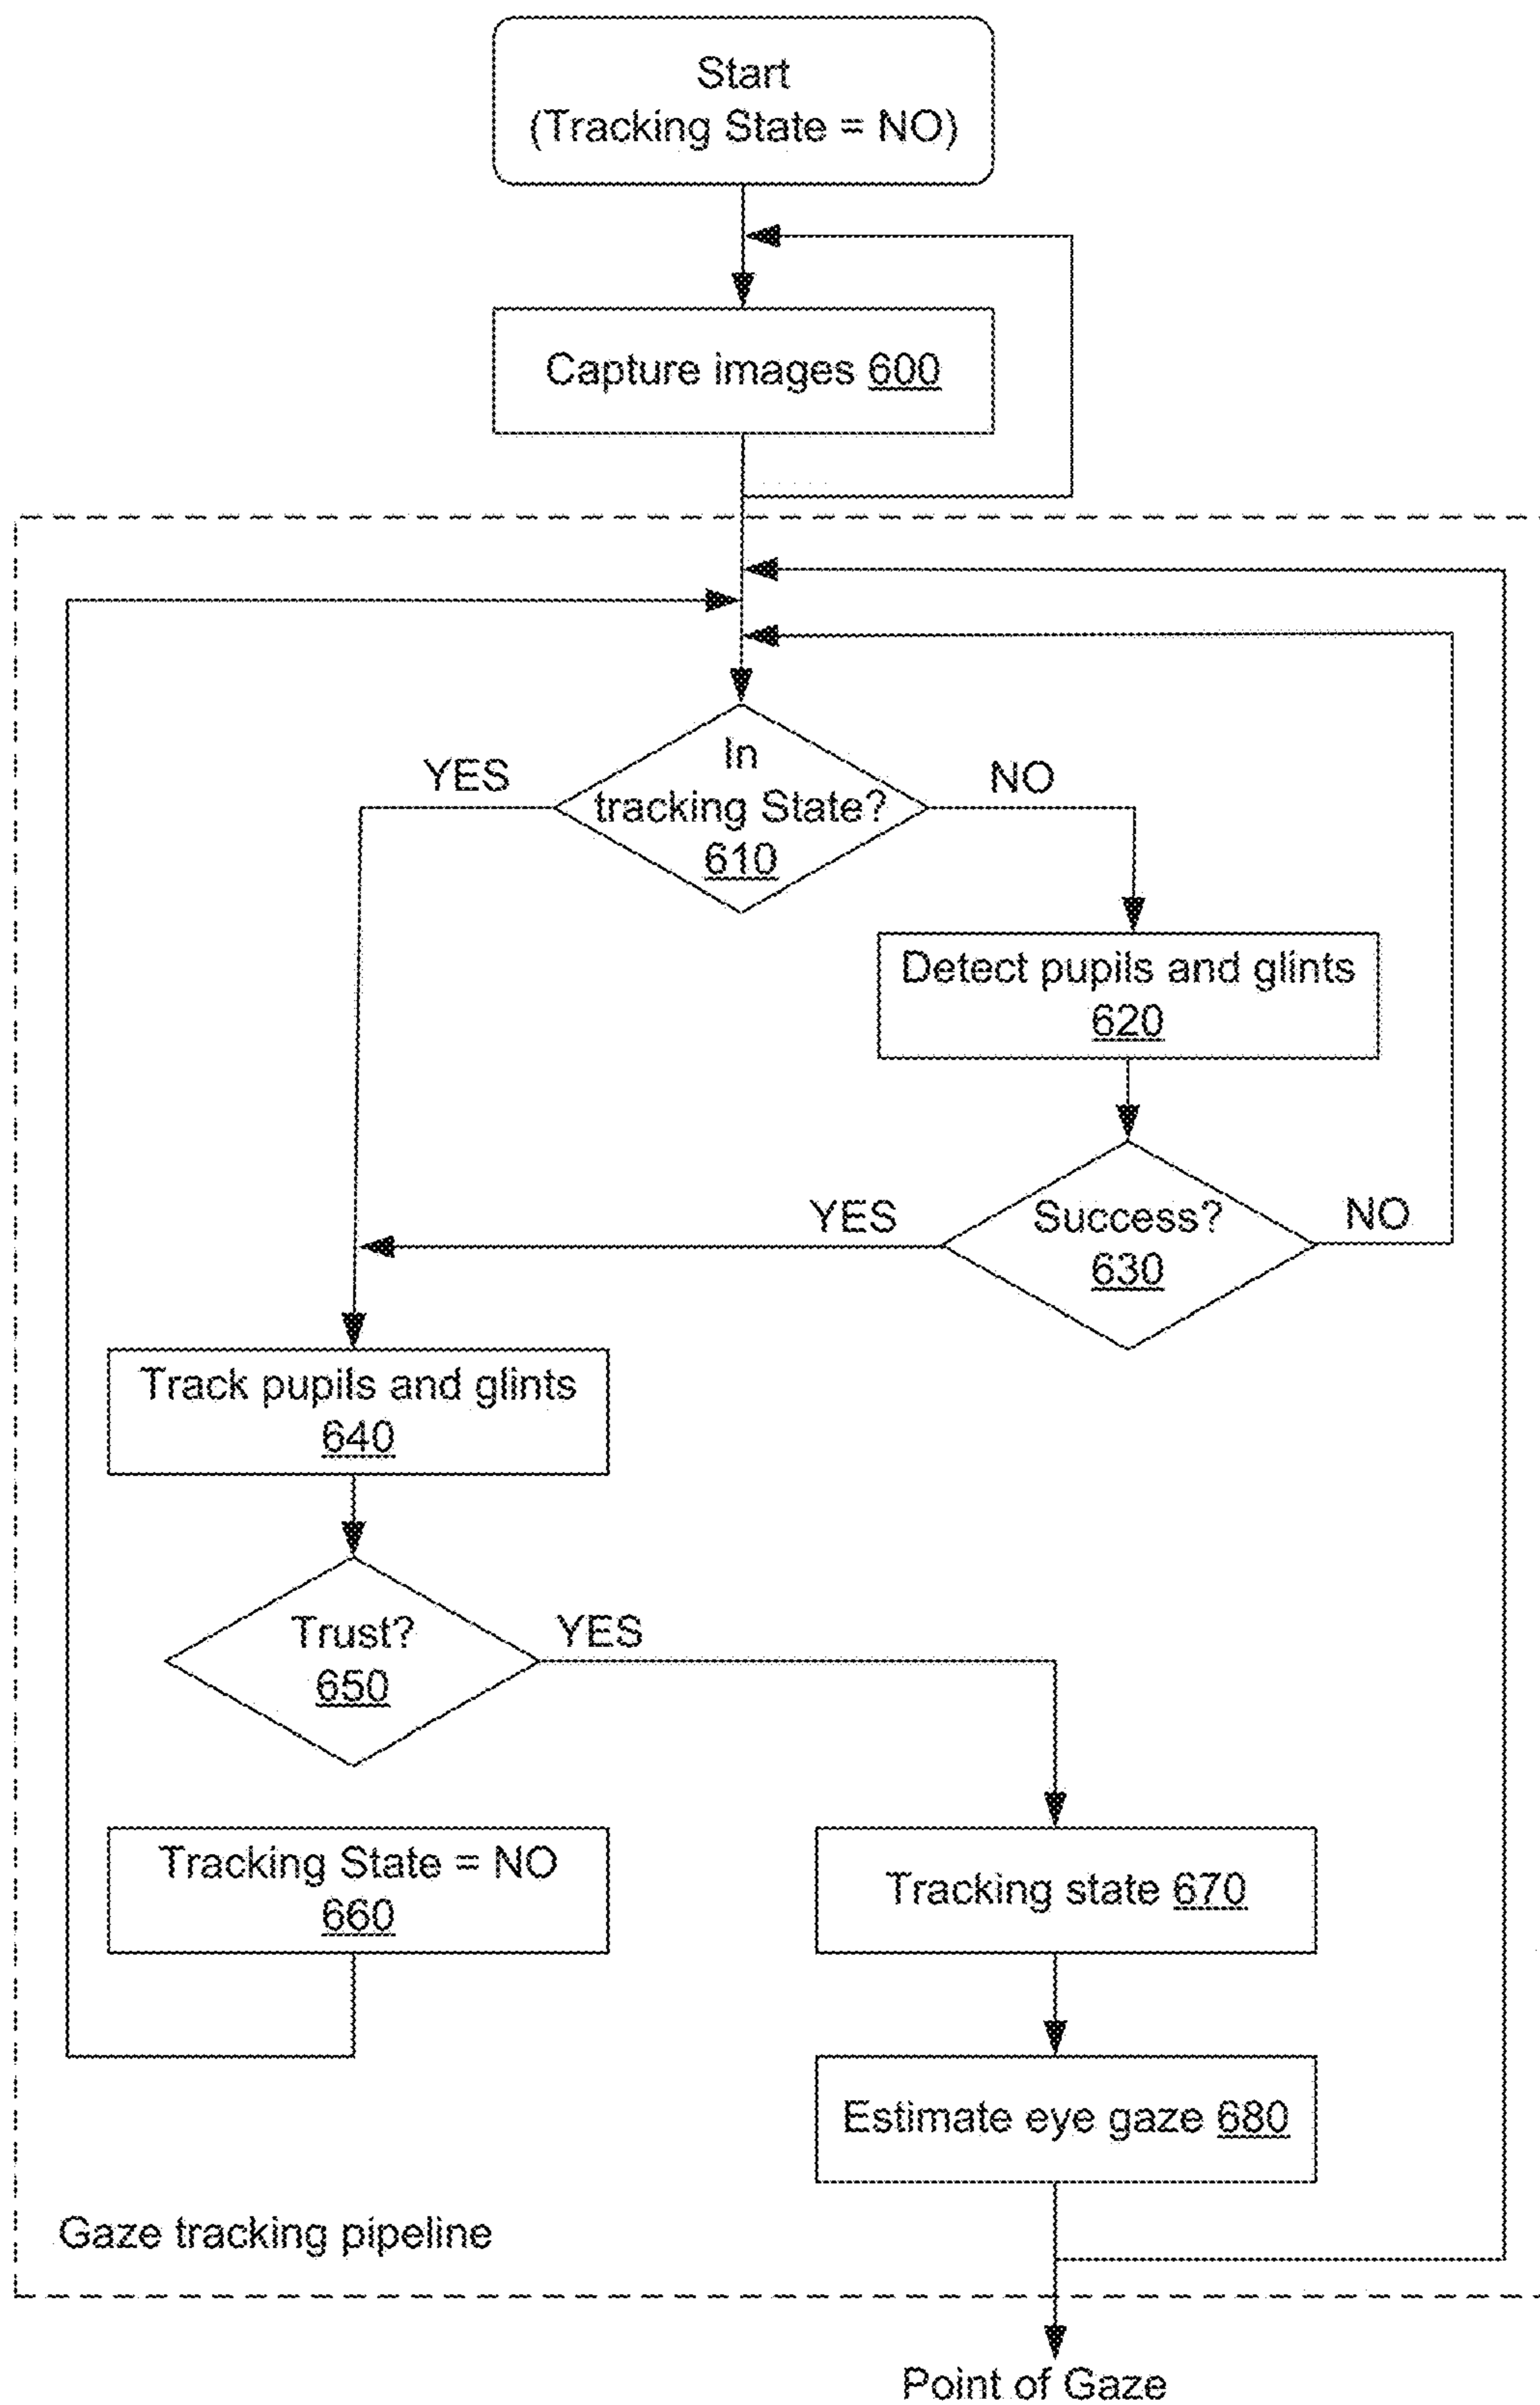 Start
(Tracking State = NO)
Capture images 600
In
tracking State?
610
YES
NO
Detect pupils and glints
620
Success?
630
YES
NO
Track pupils and glints
640
Trust?
650
YES
Tracking State = NO
660
Tracking state 670
Estimate eye gaze 680
Gaze tracking pipeline
Point of Gaze